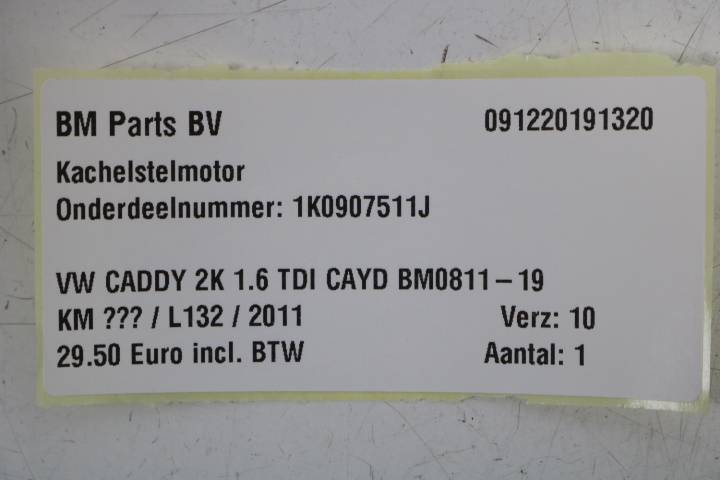 BM Parts BV 091220191320
Kachelstelmotor
Onderdeelnummer: 1K0907511J
VW CADDY 2K 1.6 TDI CAYD BM0811-19
KM ??? / L132 / 2011 Verz: 10
29.50 Euro incl. BTW Aantal: 1